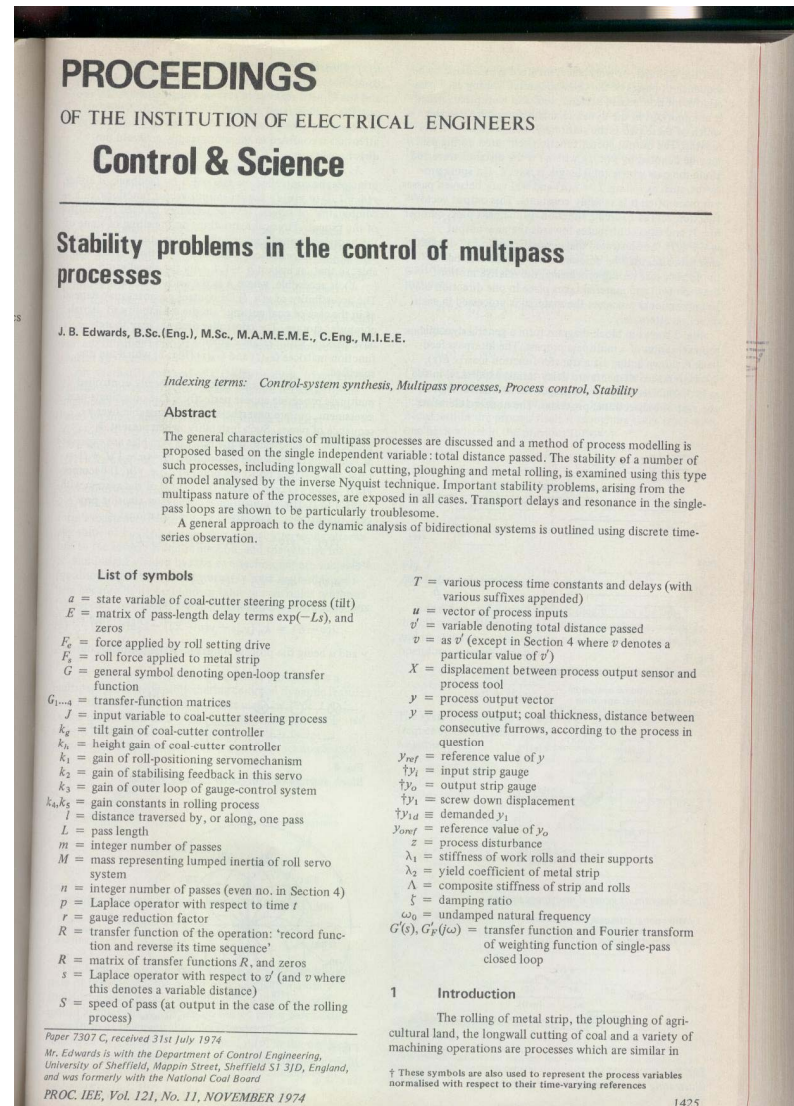 PROCEEDINGS
OF THE INSTITUTION OF ELECTRICAL ENGINEERS
Control & Science
Stability problems in the control of multipass
processes
J. B. Edwards, B.Sc.(Eng.), M.Sc., M.A.M.E.M.E., C.Eng., M.I.E.E.
Indexing terms: Control-system synthesis, Multipass processes, Process control, Stability
Abstract
The general characteristics of multipass processes are discussed and a method of process modelling is
proposed based on the single independent variable: total distance passed. The stability of a number of
such processes, including longwall coal cutting, ploughing and metal rolling, is examined using this type
of model analysed by the inverse Nyquist technique. Important stability problems, arising from the
multipass nature of the processes, are exposed in all cases. Transport delays and resonance in the single-
pass loops are shown to be particularly troublesome.
A general approach to the dynamic analysis of bidirectional systems is outlined using discrete time-
series observation.
List of symbols
a = state variable of coal-cutter steering process (tilt)
E = matrix of pass-length delay terms exp(−Ls), and
zeros
Fe = force applied by roll setting drive
Fs = roll force applied to metal strip
G = general symbol denoting open-loop transfer
function
G1...4 = transfer-function matrices
J = input variable to coal-cutter steering process
kg = tilt gain of coal-cutter controller
kh = height gain of coal-cutter controller
k1 = gain of roll-positioning servomechanism
k2 = gain of stabilising feedback in this servo
k3 = gain of outer loop of gauge-control system
k4,k5 = gain constants in rolling process
l = distance traversed by, or along, one pass
L = pass length
m = integer number of passes
M = mass representing lumped inertia of roll servo
system
n = integer number of passes (even no. in Section 4)
p = Laplace operator with respect to time t
r = gauge reduction factor
R = transfer function of the operation: 'record func-
tion and reverse its time sequence'
R = matrix of transfer functions R, and zeros
s = Laplace operator with respect to v' (and v where
this denotes a variable distance)
S = speed of pass (at output in the case of the rolling
process)
Paper 7307 C, received 31st July 1974
Mr. Edwards is with the Department of Control Engineering,
University of Sheffield, Mappin Street, Sheffield S1 3JD, England,
and was formerly with the National Coal Board
PROC. IEE, Vol. 121, No. 11, NOVEMBER 1974
T = various process time constants and delays (with
various suffixes appended)
u = vector of process inputs
v' = variable denoting total distance passed
v = as v' (except in Section 4 where v denotes a
particular value of v')
X = displacement between process output sensor and
process tool
y = process output vector
y = process output; coal thickness, distance between
consecutive furrows, according to the process in
question
yref = reference value of y
†yi = input strip gauge
†yo = output strip gauge
†y1 = screw down displacement
†y1d ≡ demanded y1
yoref = reference value of yo
z = process disturbance
λ1 = stiffness of work rolls and their supports
λ2 = yield coefficient of metal strip
Λ = composite stiffness of strip and rolls
ζ = damping ratio
ω0 = undamped natural frequency
G'(s), G'F(jω) = transfer function and Fourier transform
of weighting function of single-pass
closed loop
1 Introduction
The rolling of metal strip, the ploughing of agri-
cultural land, the longwall cutting of coal and a variety of
machining operations are processes which are similar in
† These symbols are also used to represent the process variables
normalised with respect to their time-varying references
1425